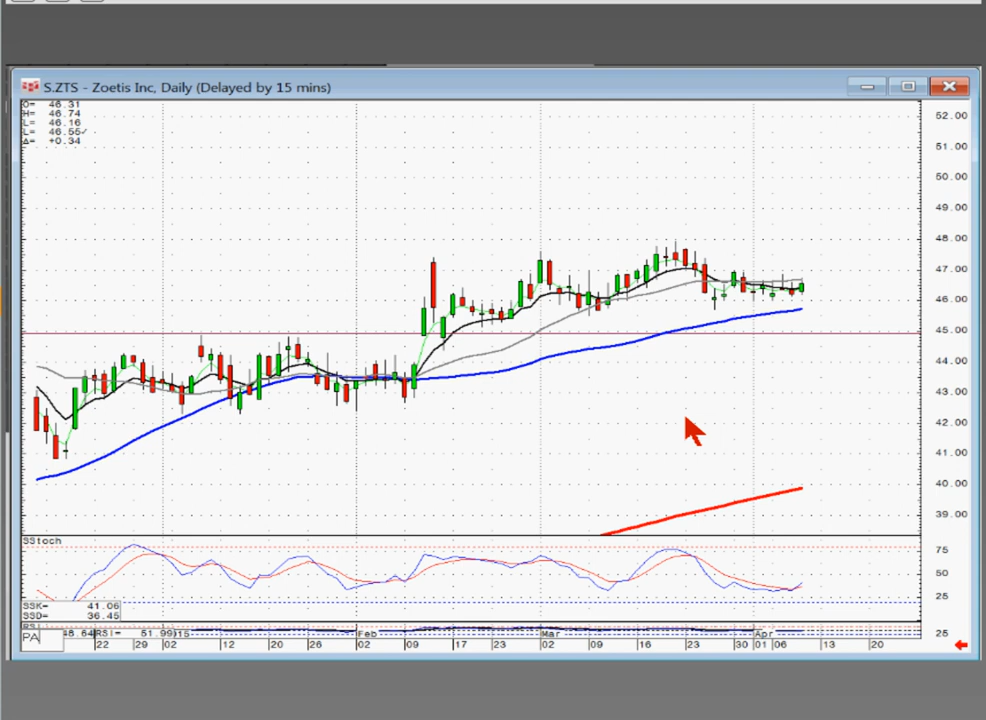 S.ZTS - Zoetis Inc, Daily (Delayed by 15 mins)
O= 46.31
H= 46.74
L= 46.16
L= 46.55✓
Δ= +0.34
52.00
51.00
50.00
49.00
48.00
47.00
46.00
45.00
44.00
43.00
42.00
41.00
40.00
39.00
SStoch
75
50
25
SSK= 41.06
SSD= 36.45
PA
RSI= 51.99
25
Feb
Mar
Apr
22 29 02 12 20 26 02 09 17 23 02 09 16 23 30 01 06 13 20